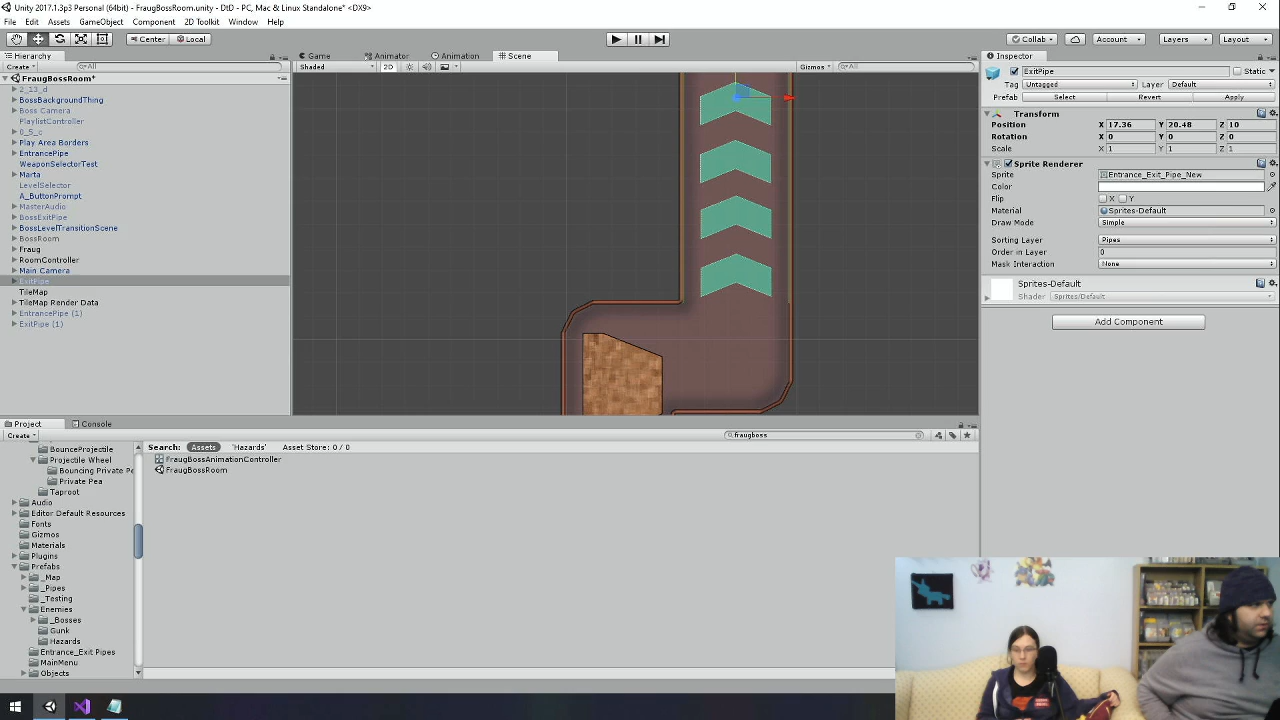 Unity 2017.1.3p3 Personal (64bit) - FraugBossRoom.unity - DtD - PC, Mac & Linux Standalone* <DX9>
File Edit Assets GameObject Component 2D Toolkit Window Help
Center Local Collab Account Layers Layout
Hierarchy Game Animator Animation Scene Inspector
Create All Shaded 2D Gizmos All ExitPipe Static
FraugBossRoom* Tag Untagged Layer Default
2_13_d Prefab Select Revert Apply
BossBackgroundThing
Boss Camera
PlaylistController
0_5_c
Play Area Borders
EntrancePipe
WeaponSelectorTest
Marta
LevelSelector
A_ButtonPrompt
MasterAudio
BossExitPipe
BossLevelTransitionScene
BossRoom
Fraug
RoomController
Main Camera
ExitPipe
TileMap
TileMap Render Data
EntrancePipe (1)
ExitPipe (1)
Transform
Position X 17.36 Y 20.48 Z 10
Rotation X 0 Y 0 Z 0
Scale X 1 Y 1 Z 1
Sprite Renderer
Sprite Entrance_Exit_Pipe_New
Color
Flip X Y
Material Sprites-Default
Draw Mode Simple
Sorting Layer Pipes
Order in Layer 0
Mask Interaction None
Sprites-Default
Shader Sprites/Default
Add Component
Project Console
Create fraugboss
Search: Assets 'Hazards' Asset Store: 0 / 0
FraugBossAnimationController
FraugBossRoom
BounceProjectile
Projectile Wheel
Bouncing Private Pe
Private Pea
Taproot
Audio
Editor Default Resources
Fonts
Gizmos
Materials
Plugins
Prefabs
_Map
_Pipes
_Testing
Enemies
_Bosses
Gunk
Hazards
Entrance_Exit Pipes
MainMenu
Objects